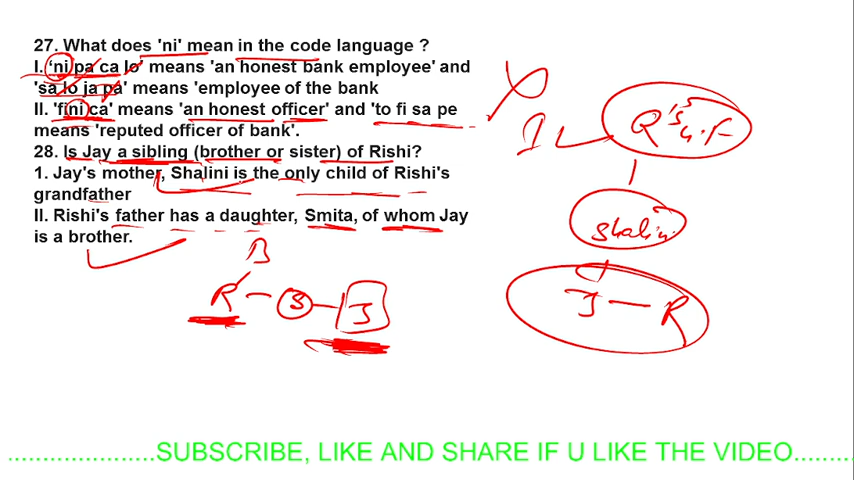 27. What does 'ni' mean in the code language ?
I. 'ni pa ca lo' means 'an honest bank employee' and
'sa lo ja pa' means 'employee of the bank
II. 'fi ni ca' means 'an honest officer' and 'to fi sa pe
means 'reputed officer of bank'.
28. Is Jay a sibling (brother or sister) of Rishi?
1. Jay's mother, Shalini is the only child of Rishi's
grandfather
II. Rishi's father has a daughter, Smita, of whom Jay
is a brother.
I
R's G.F
Shalini
J — R
B
R — S — J
...................SUBSCRIBE, LIKE AND SHARE IF U LIKE THE VIDEO.........